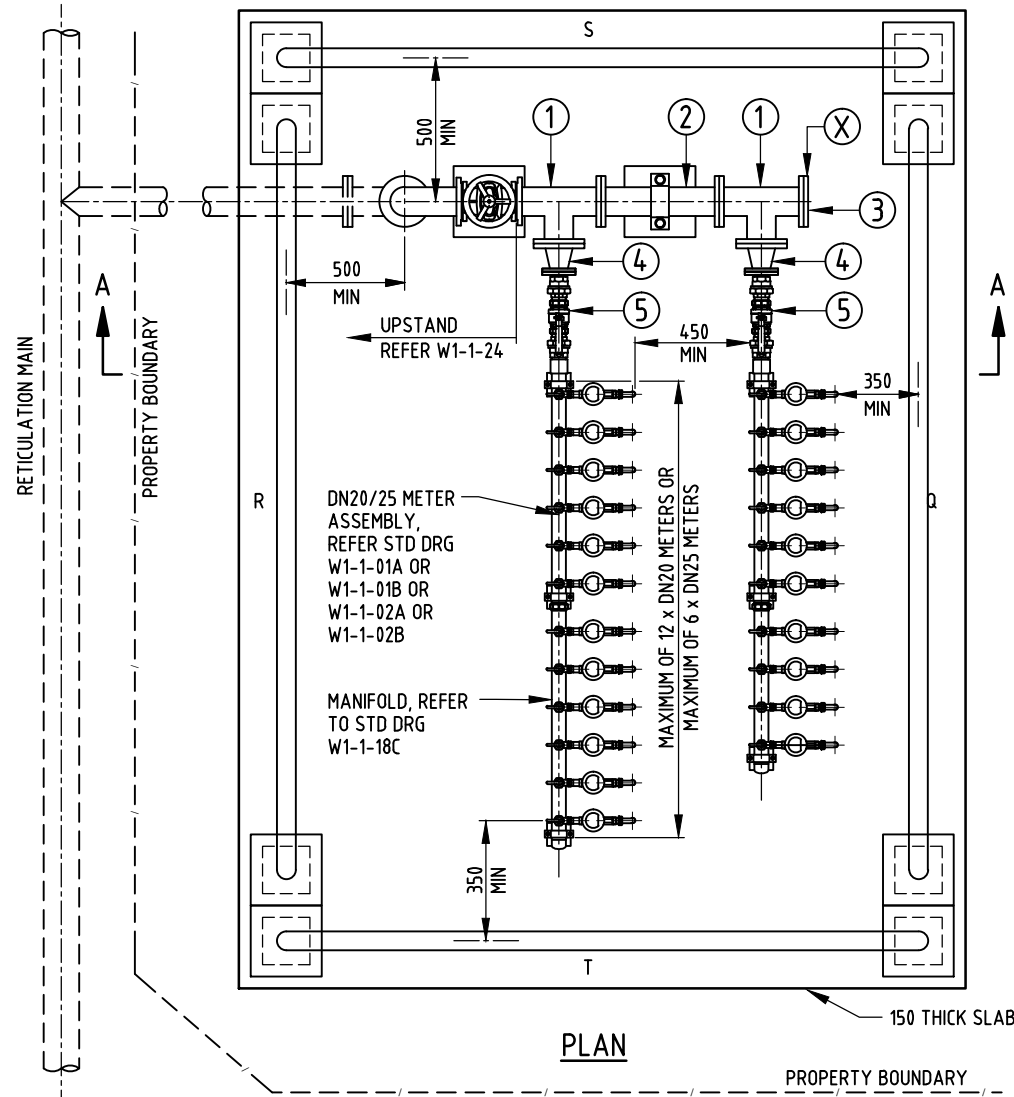 S
500
MIN
1
2
1
X
3
4
4
5
5
500
MIN
A
A
UPSTAND
REFER W1-1-24
450
MIN
350
MIN
RETICULATION MAIN
PROPERTY BOUNDARY
R
Q
DN20/25 METER
ASSEMBLY,
REFER STD DRG
W1-1-01A OR
W1-1-01B OR
W1-1-02A OR
W1-1-02B
MAXIMUM OF 12 x DN20 METERS OR
MAXIMUM OF 6 x DN25 METERS
MANIFOLD, REFER
TO STD DRG
W1-1-18C
350
MIN
T
150 THICK SLAB
PLAN
PROPERTY BOUNDARY